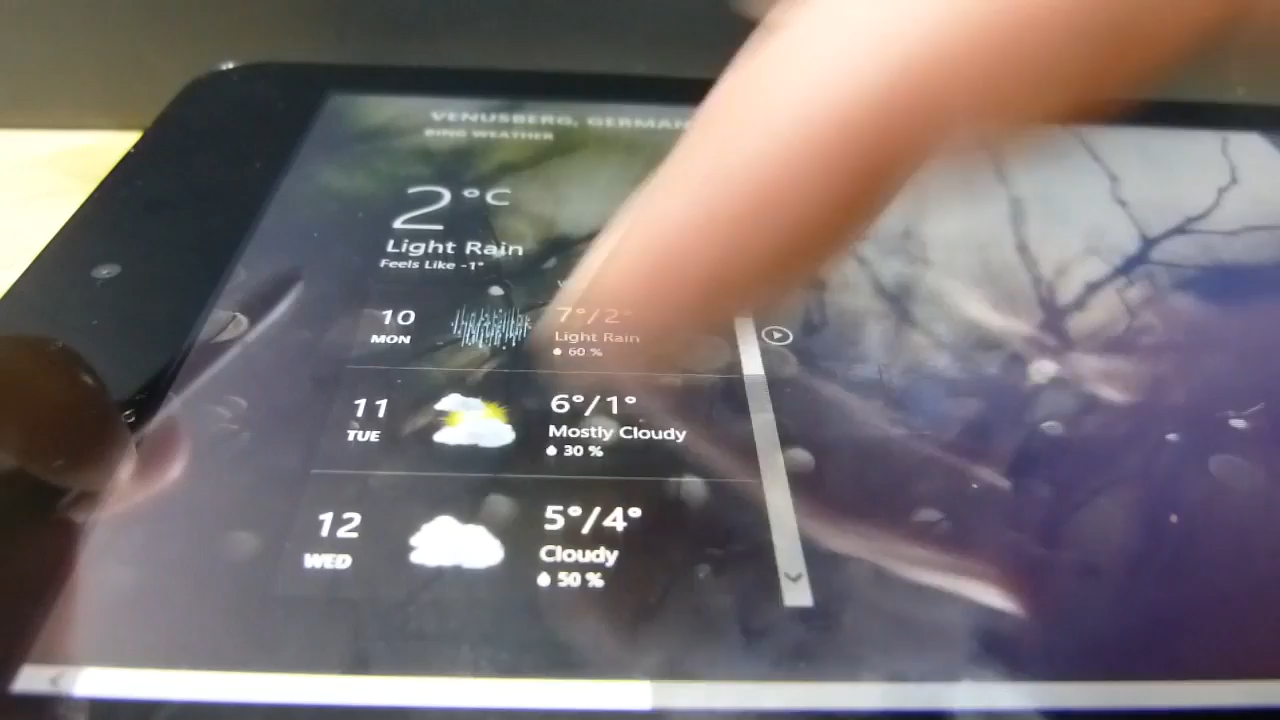 VENUSBERG, GERMAN
BING WEATHER
2°C
Light Rain
Feels Like -1°
10
MON
7°/2°
Light Rain
60 %
11
TUE
6°/1°
Mostly Cloudy
30 %
12
WED
5°/4°
Cloudy
50 %